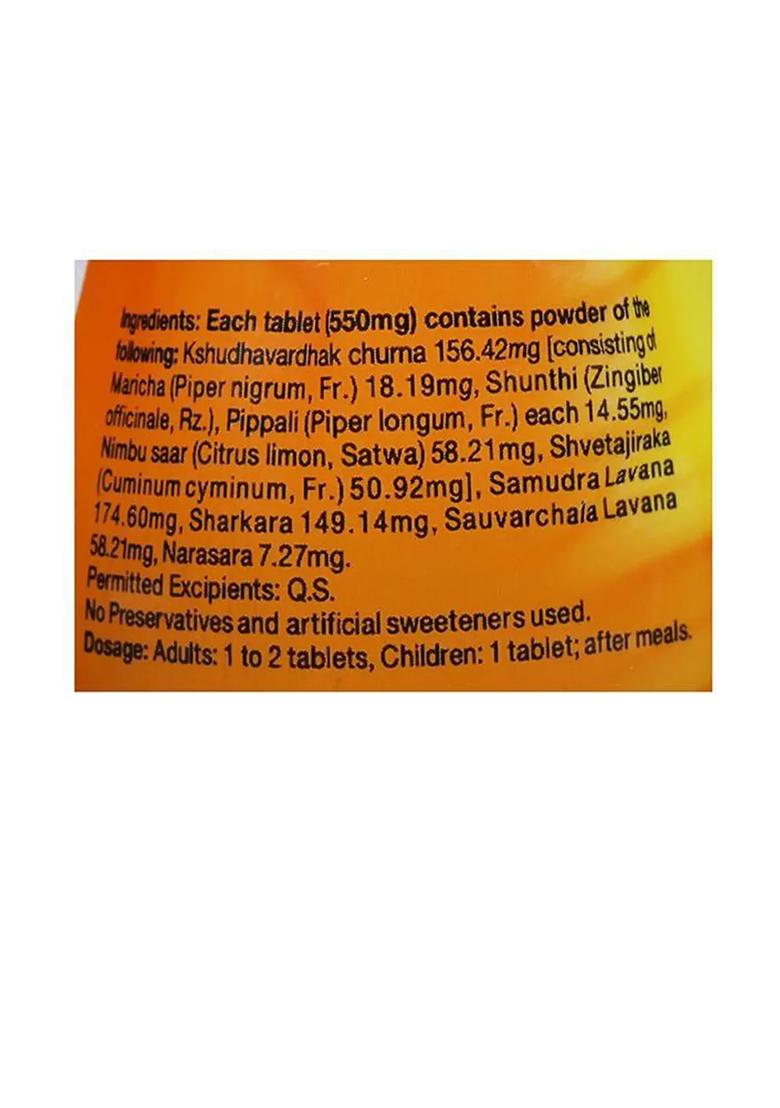 Ingredients: Each tablet (550mg) contains powder of the
following: Kshudhavardhak churna 156.42mg [consisting of
Maricha (Piper nigrum, Fr.) 18.19mg, Shunthi (Zingiber
officinale, Rz.), Pippali (Piper longum, Fr.) each 14.55mg,
Nimbu saar (Citrus limon, Satwa) 58.21mg, Shvetajiraka
(Cuminum cyminum, Fr.) 50.92mg], Samudra Lavana
174.60mg, Sharkara 149.14mg, Sauvarchala Lavana
58.21mg, Narasara 7.27mg.
Permitted Excipients: Q.S.
No Preservatives and artificial sweeteners used.
Dosage: Adults: 1 to 2 tablets, Children: 1 tablet; after meals.